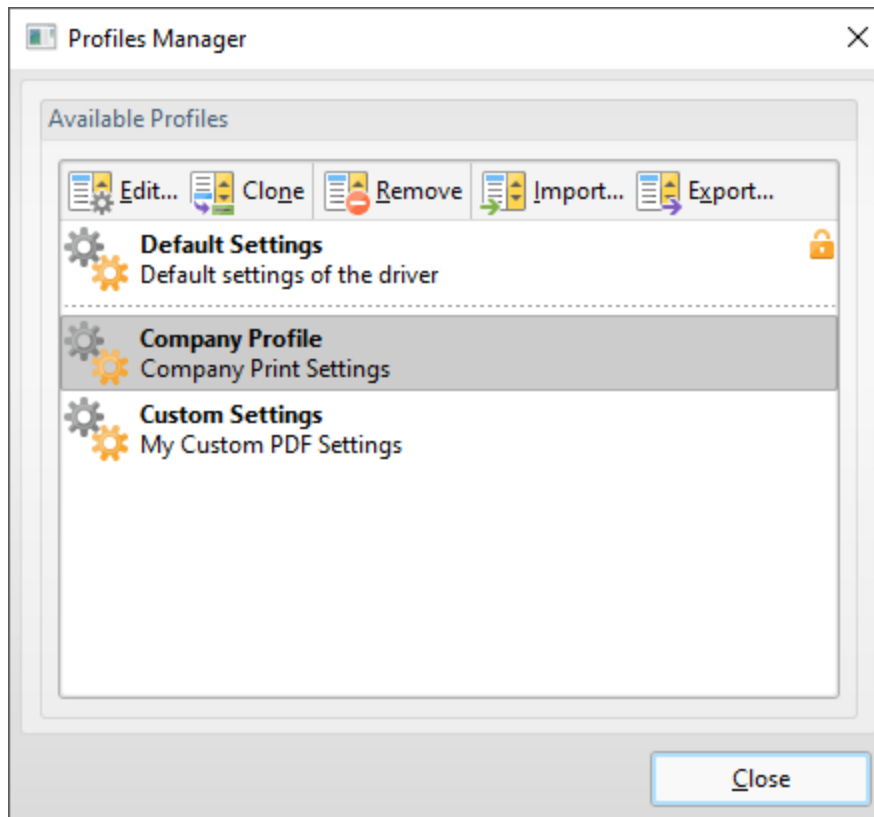 Profiles Manager
Available Profiles
Edit... Clone Remove Import... Export...
Default Settings
Default settings of the driver
Company Profile
Company Print Settings
Custom Settings
My Custom PDF Settings
Close